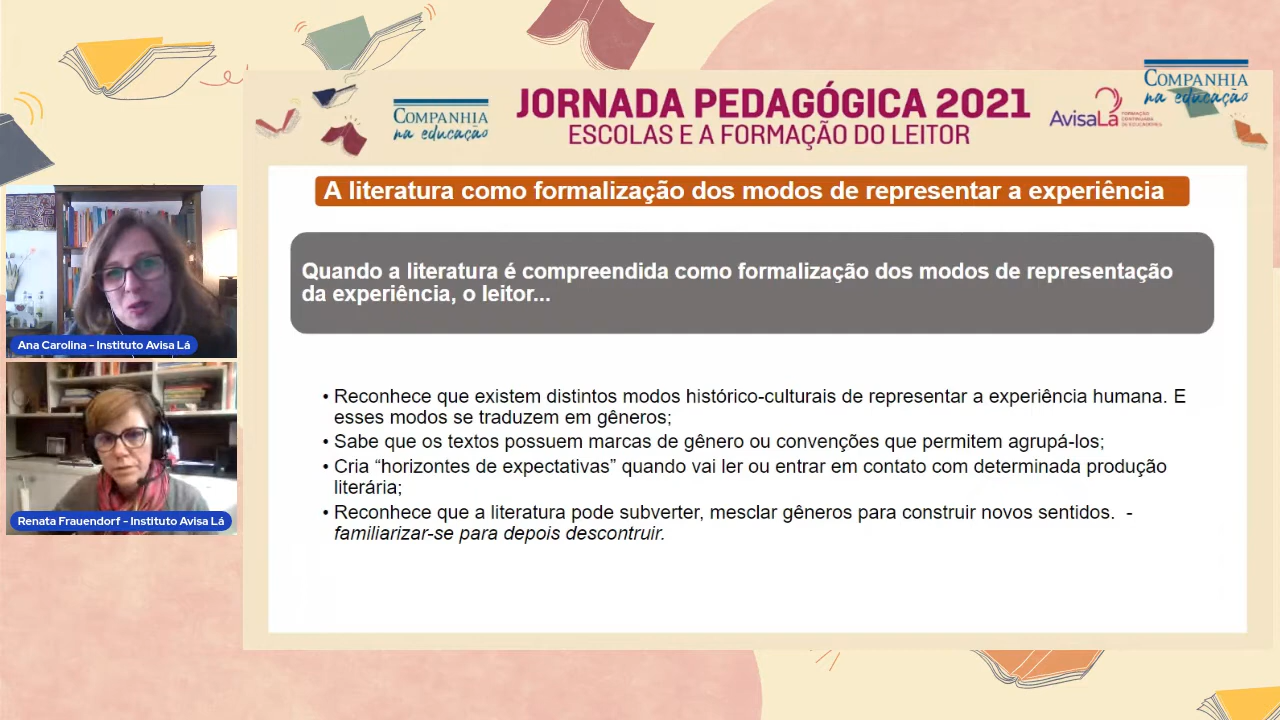 COMPANHIA
na educação
JORNADA PEDAGÓGICA 2021
ESCOLAS E A FORMAÇÃO DO LEITOR
AvisaLá
FORMAÇÃO
CONTINUADA
DE EDUCADORES
COMPANHIA
na educação
A literatura como formalização dos modos de representar a experiência
Quando a literatura é compreendida como formalização dos modos de representação
da experiência, o leitor...
• Reconhece que existem distintos modos histórico-culturais de representar a experiência humana. E
esses modos se traduzem em gêneros;
• Sabe que os textos possuem marcas de gênero ou convenções que permitem agrupá-los;
• Cria “horizontes de expectativas” quando vai ler ou entrar em contato com determinada produção
literária;
• Reconhece que a literatura pode subverter, mesclar gêneros para construir novos sentidos. -
familiarizar-se para depois descontruir.
Ana Carolina - Instituto Avisa Lá
Renata Frauendorf - Instituto Avisa Lá